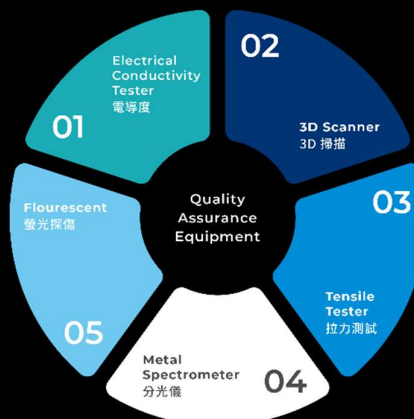 01
Electrical
Conductivity
Tester
電導度
02
3D Scanner
3D 掃描
03
Tensile
Tester
拉力測試
04
Metal
Spectrometer
分光儀
05
Flourescent
螢光探傷
Quality
Assurance
Equipment